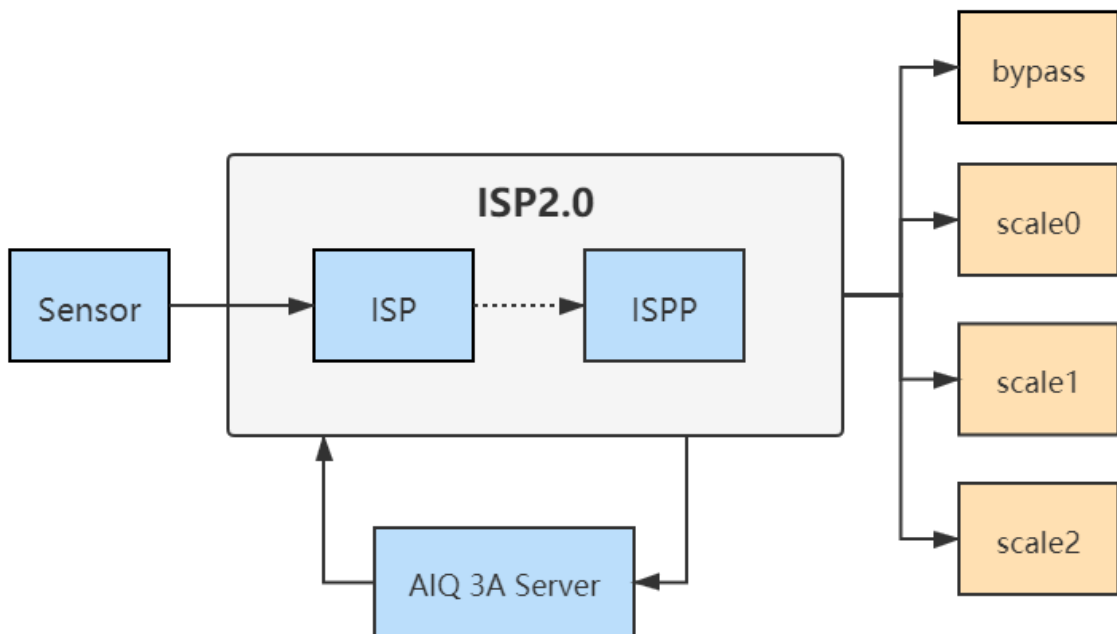 bypass
ISP2.0
scale0
Sensor
ISP
ISPP
scale1
scale2
AIQ 3A Server